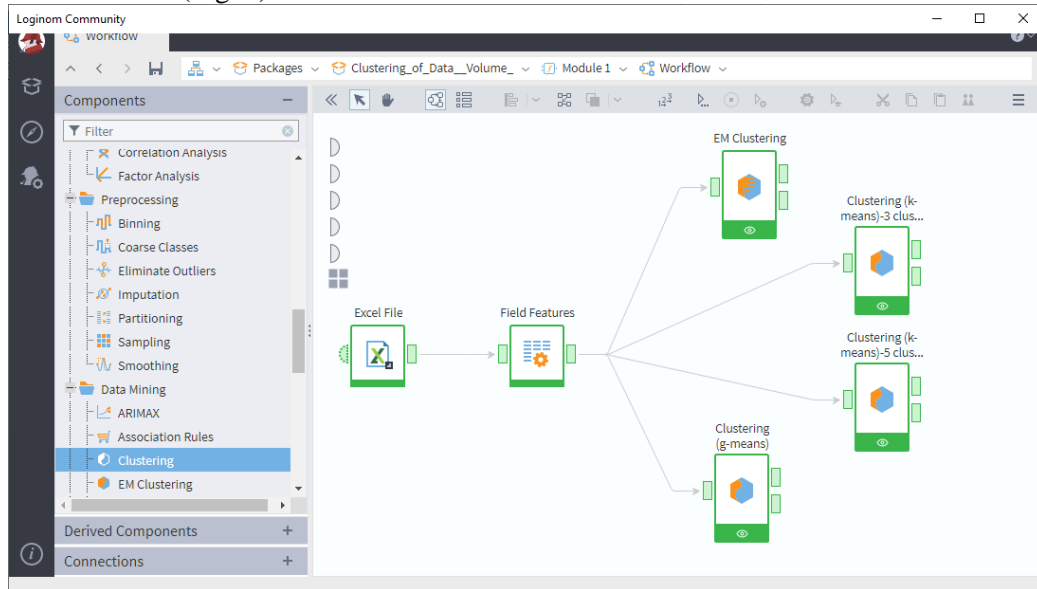 Loginom Community
Workflow
Packages
Clustering_of_Data__Volume_
Module 1
Workflow
Components
Filter
Correlation Analysis
Factor Analysis
Preprocessing
Binning
Coarse Classes
Eliminate Outliers
Imputation
Partitioning
Sampling
Smoothing
Data Mining
ARIMAX
Association Rules
Clustering
EM Clustering
Derived Components
Connections
Excel File
Field Features
EM Clustering
Clustering (k-
means)-3 clus...
Clustering (k-
means)-5 clus...
Clustering
(g-means)